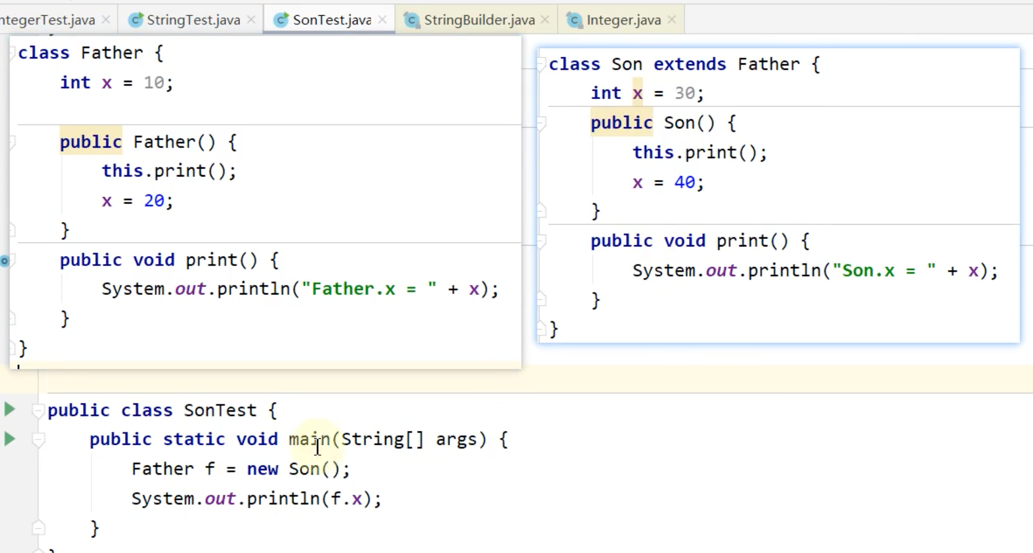 ntegerTest.java
StringTest.java
SonTest.java
StringBuilder.java
Integer.java
class Father {
int x = 10;
public Father() {
this.print();
x = 20;
}
public void print() {
System.out.println("Father.x = " + x);
}
}
class Son extends Father {
int x = 30;
public Son() {
this.print();
x = 40;
}
public void print() {
System.out.println("Son.x = " + x);
}
}
public class SonTest {
public static void main(String[] args) {
Father f = new Son();
System.out.println(f.x);
}